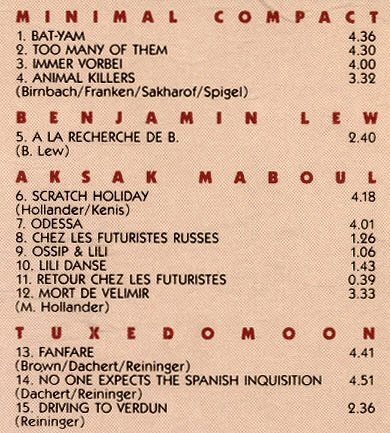 MINIMAL COMPACT
1. BAT-YAM 4.36
2. TOO MANY OF THEM 4.30
3. IMMER VORBEI 4.00
4. ANIMAL KILLERS 3.32
(Birnbach/Franken/Sakharof/Spigel)
BENJAMIN LEW
5. A LA RECHERCHE DE B. 2.40
(B. Lew)
AKSAK MABOUL
6. SCRATCH HOLIDAY 4.18
(Hollander/Kenis)
7. ODESSA 4.01
8. CHEZ LES FUTURISTES RUSSES 1.26
9. OSSIP & LILI 1.06
10. LILI DANSE 1.43
11. RETOUR CHEZ LES FUTURISTES 0.39
12. MORT DE VELIMIR 3.33
(M. Hollander)
TUXEDOMOON
13. FANFARE 4.41
(Brown/Dachert/Reininger)
14. NO ONE EXPECTS THE SPANISH INQUISITION 4.51
(Dachert/Reininger)
15. DRIVING TO VERDUN 2.36
(Reininger)